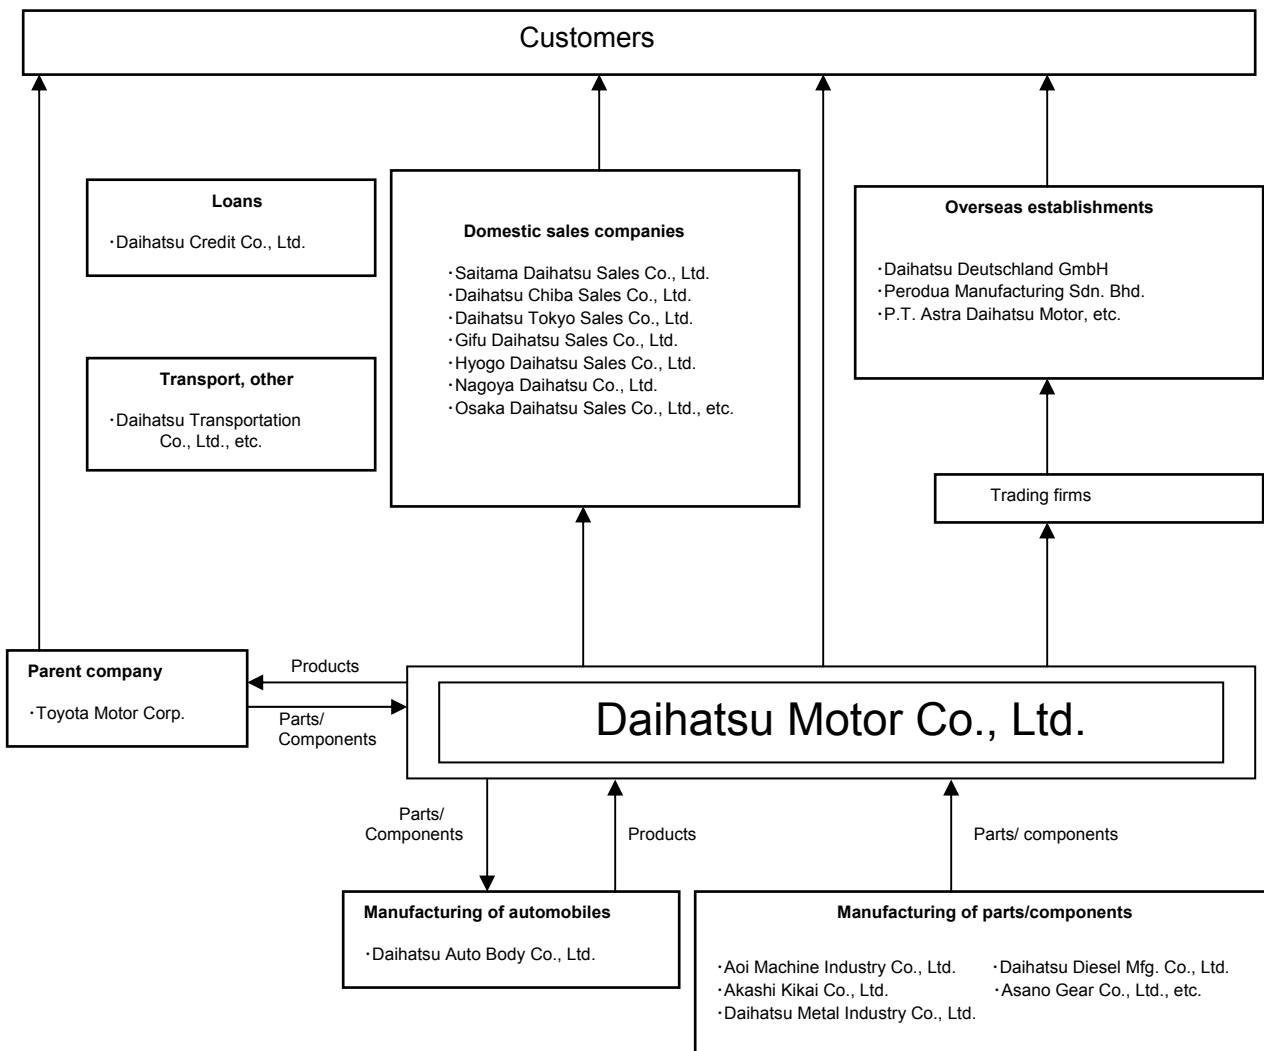 Customers
Loans
·Daihatsu Credit Co., Ltd.
Transport, other
·Daihatsu Transportation
Co., Ltd., etc.
Domestic sales companies
·Saitama Daihatsu Sales Co., Ltd.
·Daihatsu Chiba Sales Co., Ltd.
·Daihatsu Tokyo Sales Co., Ltd.
·Gifu Daihatsu Sales Co., Ltd.
·Hyogo Daihatsu Sales Co., Ltd.
·Nagoya Daihatsu Co., Ltd.
·Osaka Daihatsu Sales Co., Ltd., etc.
Overseas establishments
·Daihatsu Deutschland GmbH
·Perodua Manufacturing Sdn. Bhd.
·P.T. Astra Daihatsu Motor, etc.
Trading firms
Parent company
·Toyota Motor Corp.
Products
Parts/
Components
Daihatsu Motor Co., Ltd.
Parts/
Components
Products
Parts/ components
Manufacturing of automobiles
·Daihatsu Auto Body Co., Ltd.
Manufacturing of parts/components
·Aoi Machine Industry Co., Ltd.
·Akashi Kikai Co., Ltd.
·Daihatsu Metal Industry Co., Ltd.
·Daihatsu Diesel Mfg. Co., Ltd.
·Asano Gear Co., Ltd., etc.